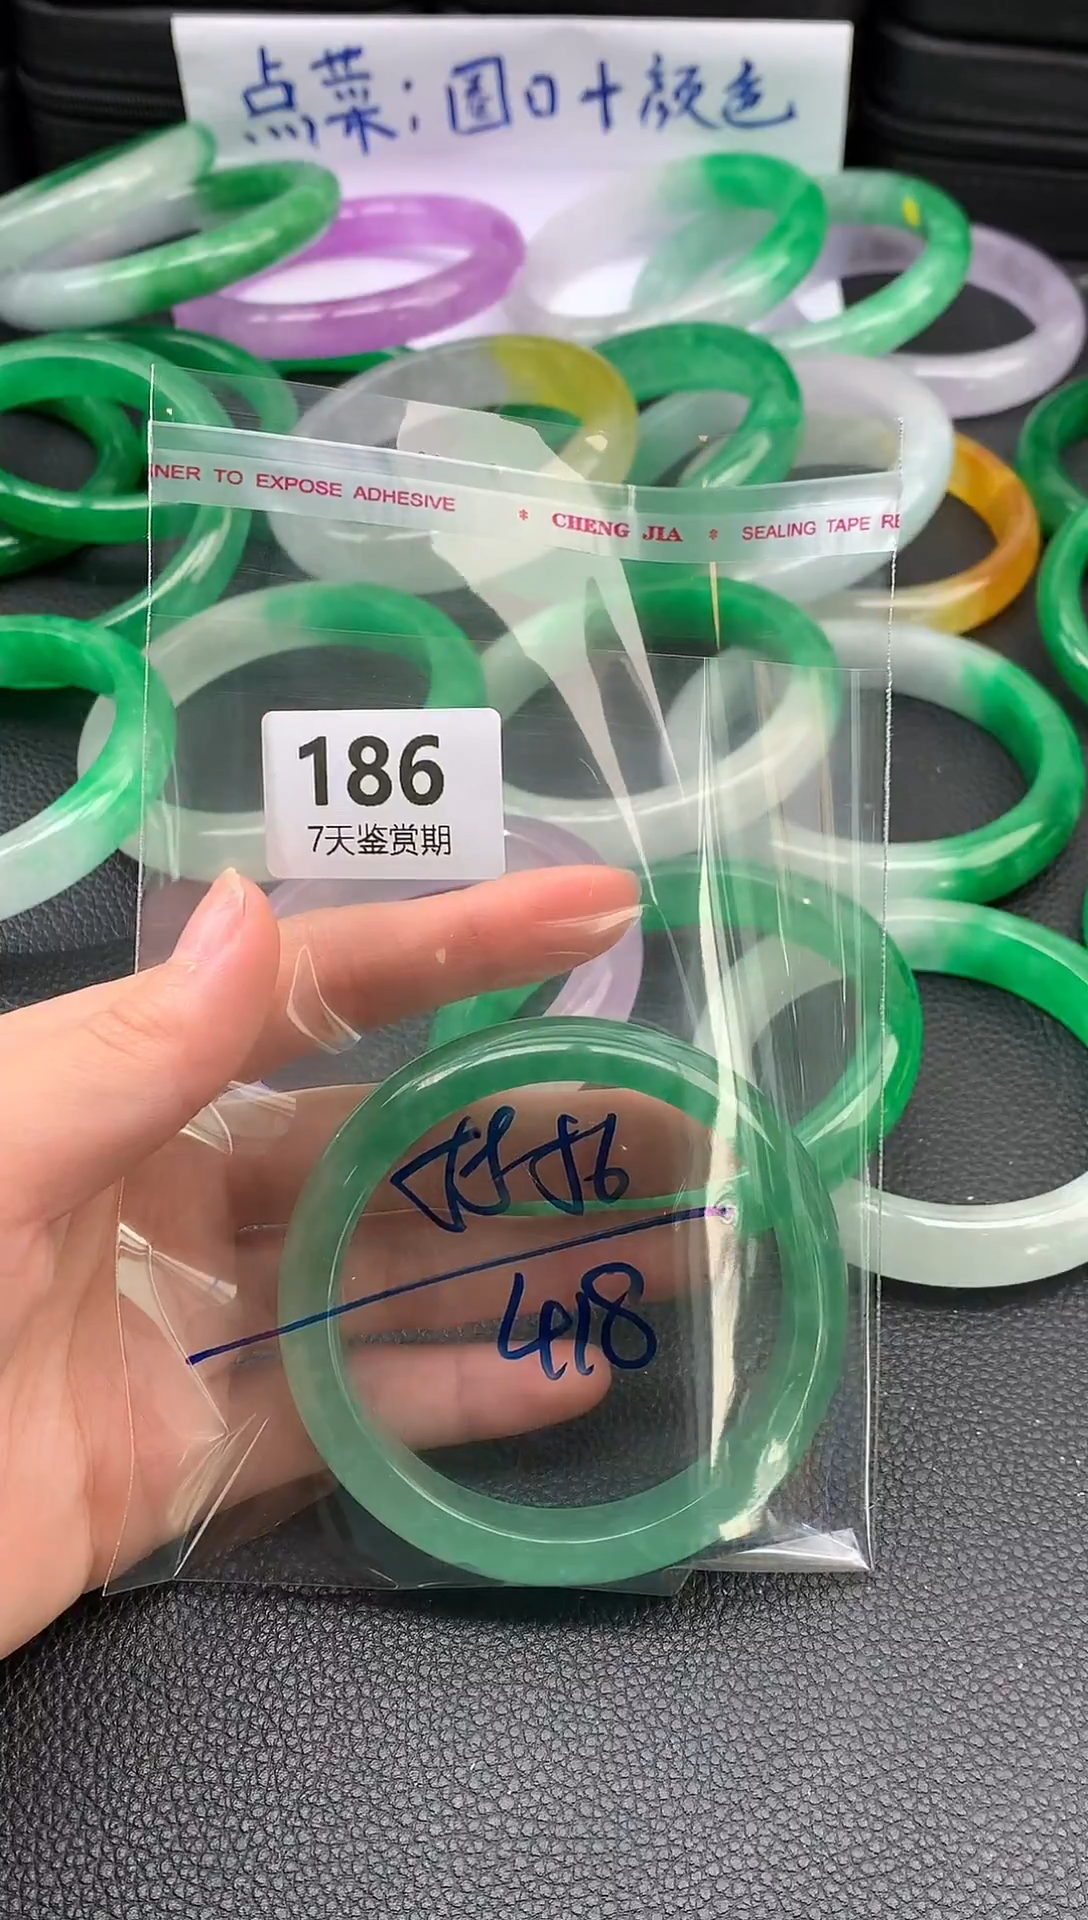 点菜：圈口+颜色
INER TO EXPOSE ADHESIVE * CHENG JIA * SEALING TAPE RE
186
7天鉴赏期
418